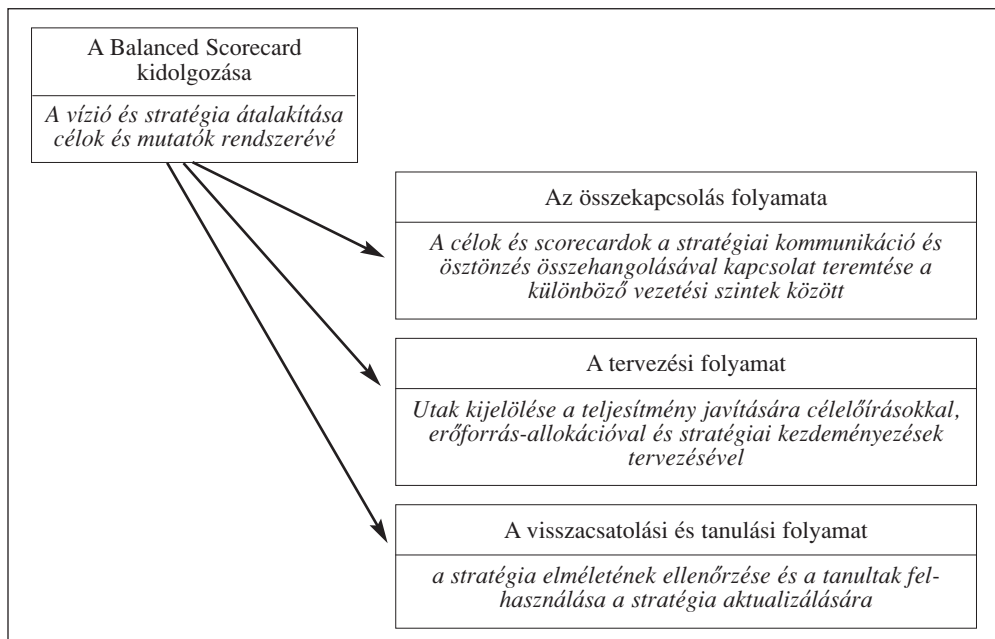 A Balanced Scorecard
kidolgozása
A vízió és stratégia átalakítása
célok és mutatók rendszerévé
Az összekapcsolás folyamata
A célok és scorecardok a stratégiai kommunikáció és
ösztönzés összehangolásával kapcsolat teremtése a
különböző vezetési szintek között
A tervezési folyamat
Utak kijelölése a teljesítmény javítására célelőírásokkal,
erőforrás-allokációval és stratégiai kezdeményezések
tervezésével
A visszacsatolási és tanulási folyamat
a stratégia elméletének ellenőrzése és a tanultak fel-
használása a stratégia aktualizálására